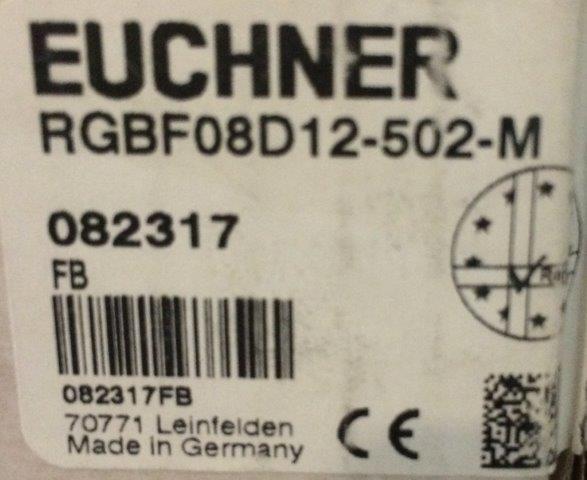 EUCHNER
RGBF08D12-502-M
082317
FB
082317FB
70771 Leinfelden
Made in Germany
CE